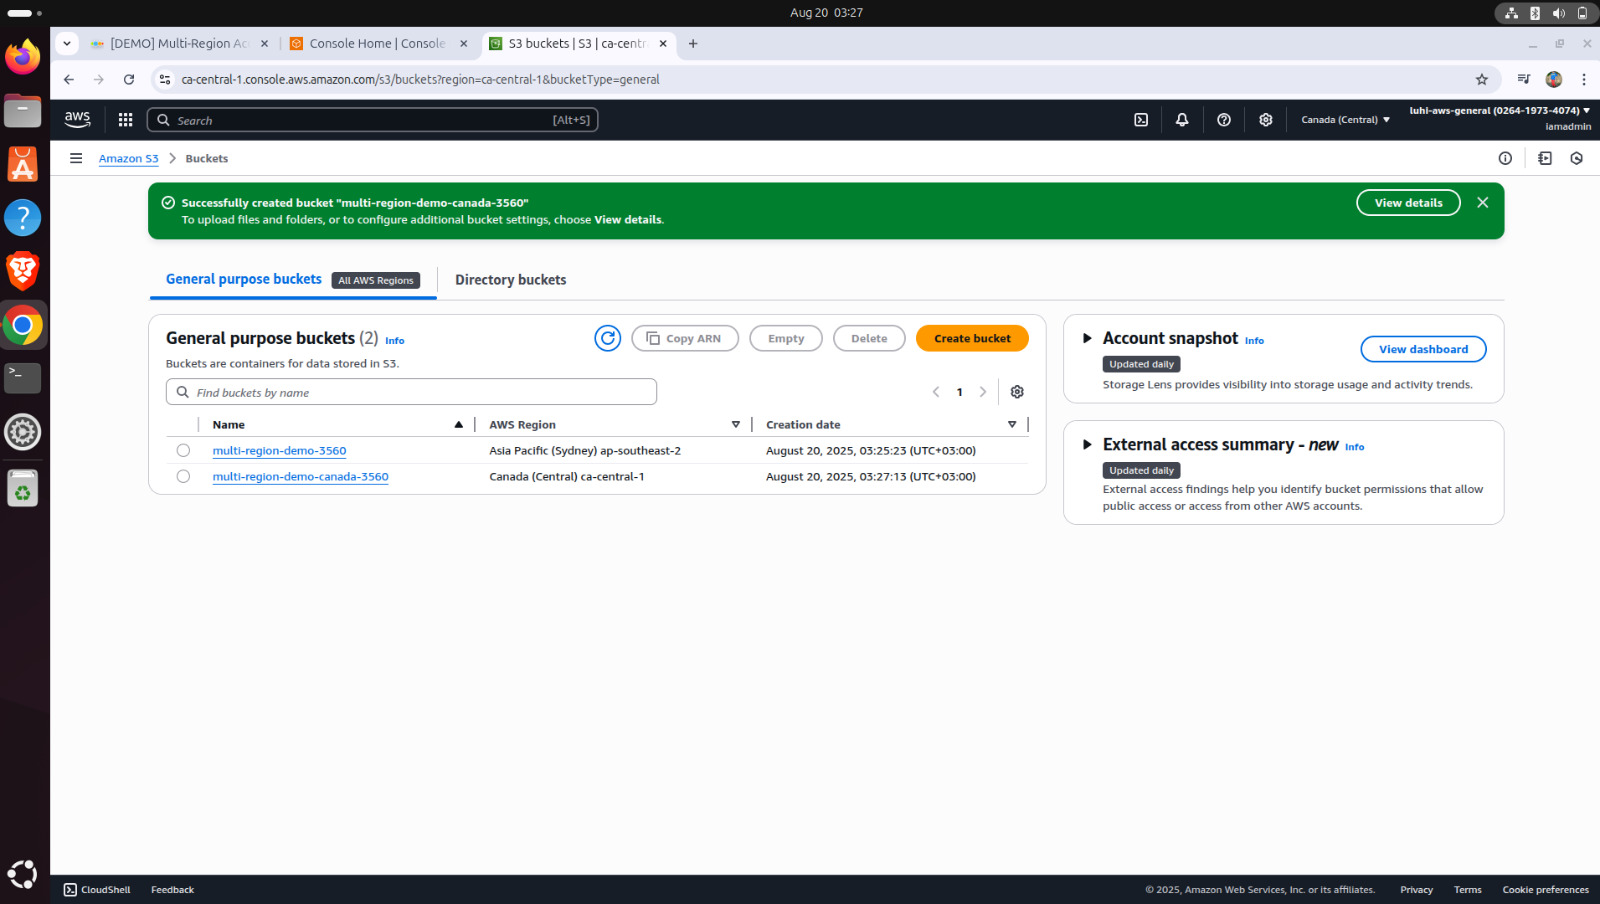 Aug 20 03:27
[DEMO] Multi-Region Ac
Console Home | Console
S3 buckets | S3 | ca-centr
ca-central-1.console.aws.amazon.com/s3/buckets?region=ca-central-1&bucketType=general
aws
Search
[Alt+S]
Canada (Central)
luhi-aws-general (0264-1973-4074)
iamadmin
Amazon S3 > Buckets
Successfully created bucket "multi-region-demo-canada-3560"
To upload files and folders, or to configure additional bucket settings, choose View details.
View details
General purpose buckets All AWS Regions
Directory buckets
General purpose buckets (2) Info
Copy ARN
Empty
Delete
Create bucket
Buckets are containers for data stored in S3.
Find buckets by name
1
Name AWS Region Creation date
multi-region-demo-3560 Asia Pacific (Sydney) ap-southeast-2 August 20, 2025, 03:25:23 (UTC+03:00)
multi-region-demo-canada-3560 Canada (Central) ca-central-1 August 20, 2025, 03:27:13 (UTC+03:00)
Account snapshot Info
View dashboard
Updated daily
Storage Lens provides visibility into storage usage and activity trends.
External access summary - new Info
Updated daily
External access findings help you identify bucket permissions that allow
public access or access from other AWS accounts.
CloudShell Feedback
© 2025, Amazon Web Services, Inc. or its affiliates. Privacy Terms Cookie preferences